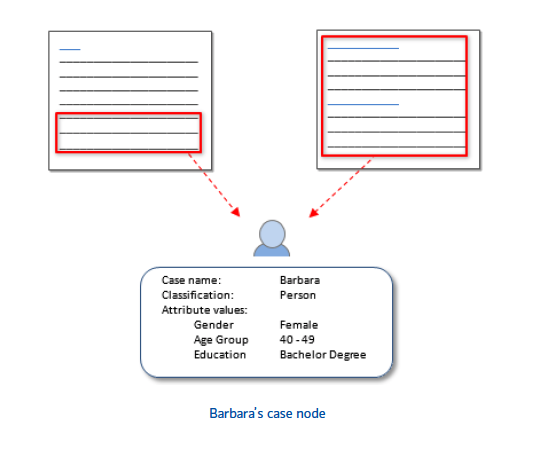 Case name: Barbara
Classification: Person
Attribute values:
Gender Female
Age Group 40 - 49
Education Bachelor Degree
Barbara's case node